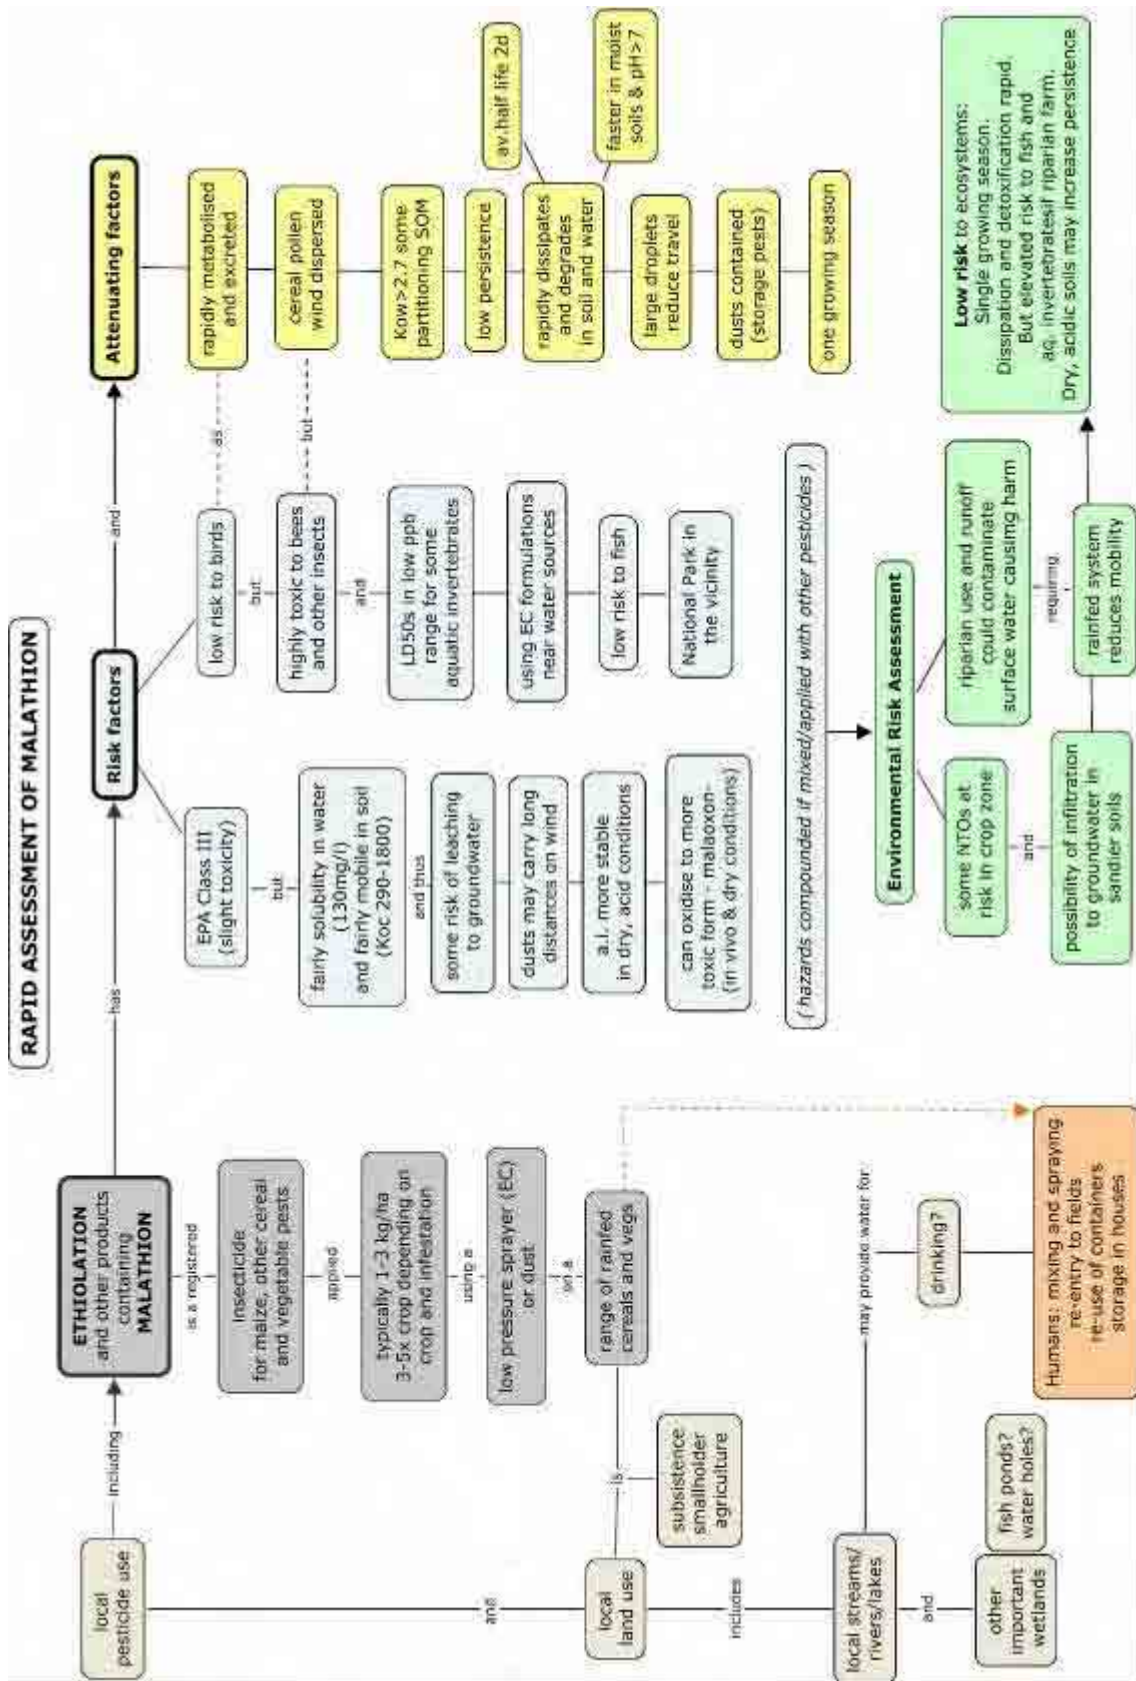 RAPID ASSESSMENT OF MALATHION
local
pesticide use
including
ETHIOLATION
and other products
containing
MALATHION
has
Risk factors
and
Attenuating factors
is a registered
insecticide
for maize, other cereal
and vegetable pests
applied
typically 1-3 kg/ha
3-5x crop depending on
crop and infestation
using a
low pressure sprayer (EC)
or dust
on a
range of rainfed
cereals and vegs
and
local
land use
is
subsistence
smallholder
agriculture
includes
local streams/
rivers/lakes
may provide water for
drinking?
and
other
important
wetlands
fish ponds?
water holes?
Humans: mixing and spraying
re-entry to fields
re-use of containers
storage in houses
EPA Class III
(slight toxicity)
but
fairly solubility in water
(130mg/l)
and fairly mobile in soil
(Koc 290-1800)
and thus
some risk of leaching
to groundwater
dusts may carry long
distances on wind
a.i. more stable
in dry, acid conditions
can oxidise to more
toxic form - malaoxon-
(in vivo & dry conditions)
low risk to birds
but
highly toxic to bees
and other insects
and
LD50s in low ppb
range for some
aquatic invertebrates
using EC formulations
near water sources
low risk to fish
National Park in
the vicinity
as
but
rapidly metabolised
and excreted
cereal pollen
wind dispersed
Kow>2.7 some
partitioning SOM
low persistence
rapidly dissipates
and degrades
in soil and water
av.half life 2d
faster in moist
soils & pH>7
large droplets
reduce travel
dusts contained
(storage pests)
one growing season
( hazards compounded if mixed/applied with other pesticides )
Environmental Risk Assessment
some NTOs at
risk in crop zone
and
possibility of infiltration
to groundwater in
sandier soils
riparian use and runoff
could contaminate
surface water causimg harm
requiring
rainfed system
reduces mobility
Low risk to ecosystems:
Single growing season.
Dissipation and detoxification rapid.
But elevated risk to fish and
aq. invertebratesif riparian farm.
Dry, acidic soils may increase persistence